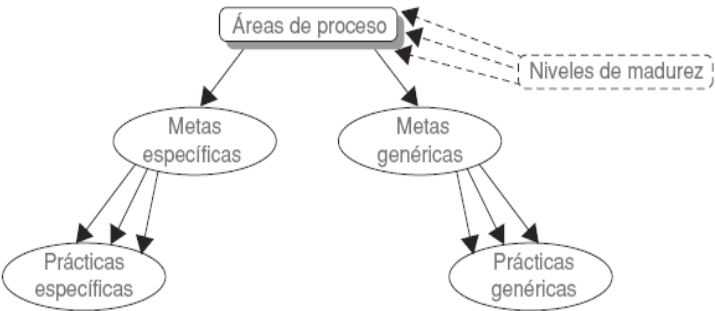 Áreas de proceso
Niveles de madurez
Metas
específicas
Metas
genéricas
Prácticas
específicas
Prácticas
genéricas